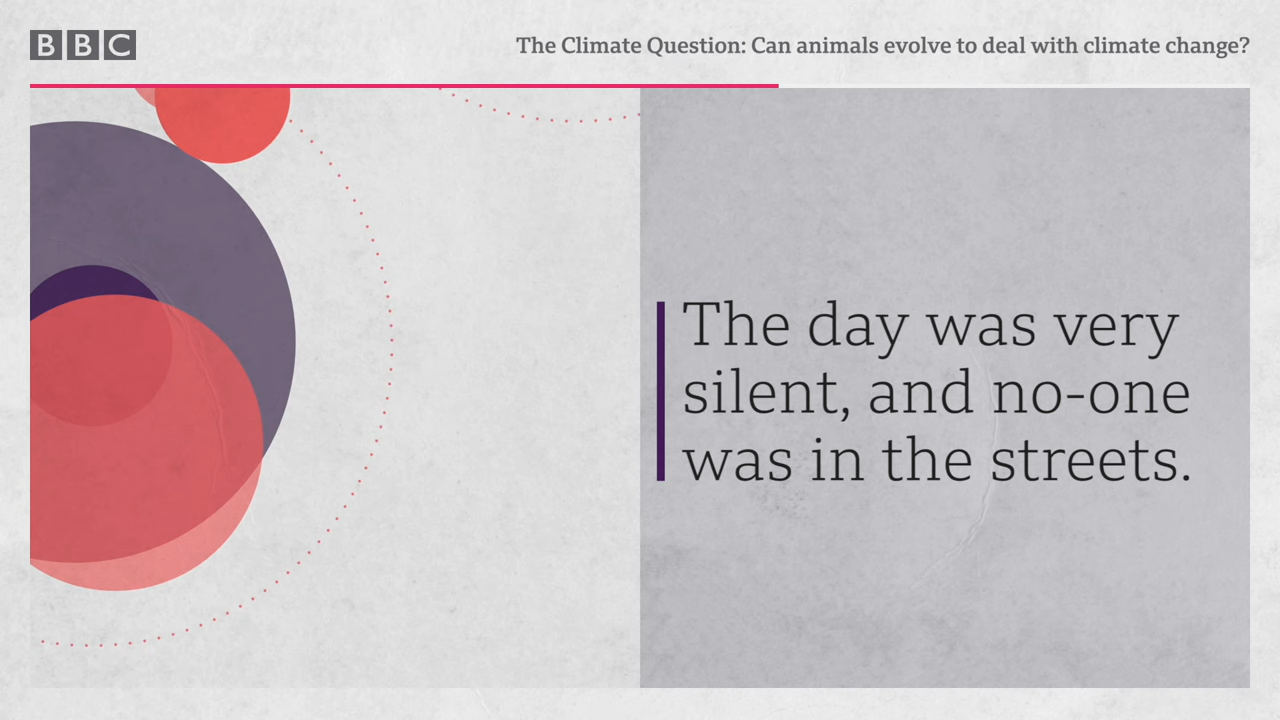 BBC
The Climate Question: Can animals evolve to deal with climate change?
The day was very
silent, and no-one
was in the streets.